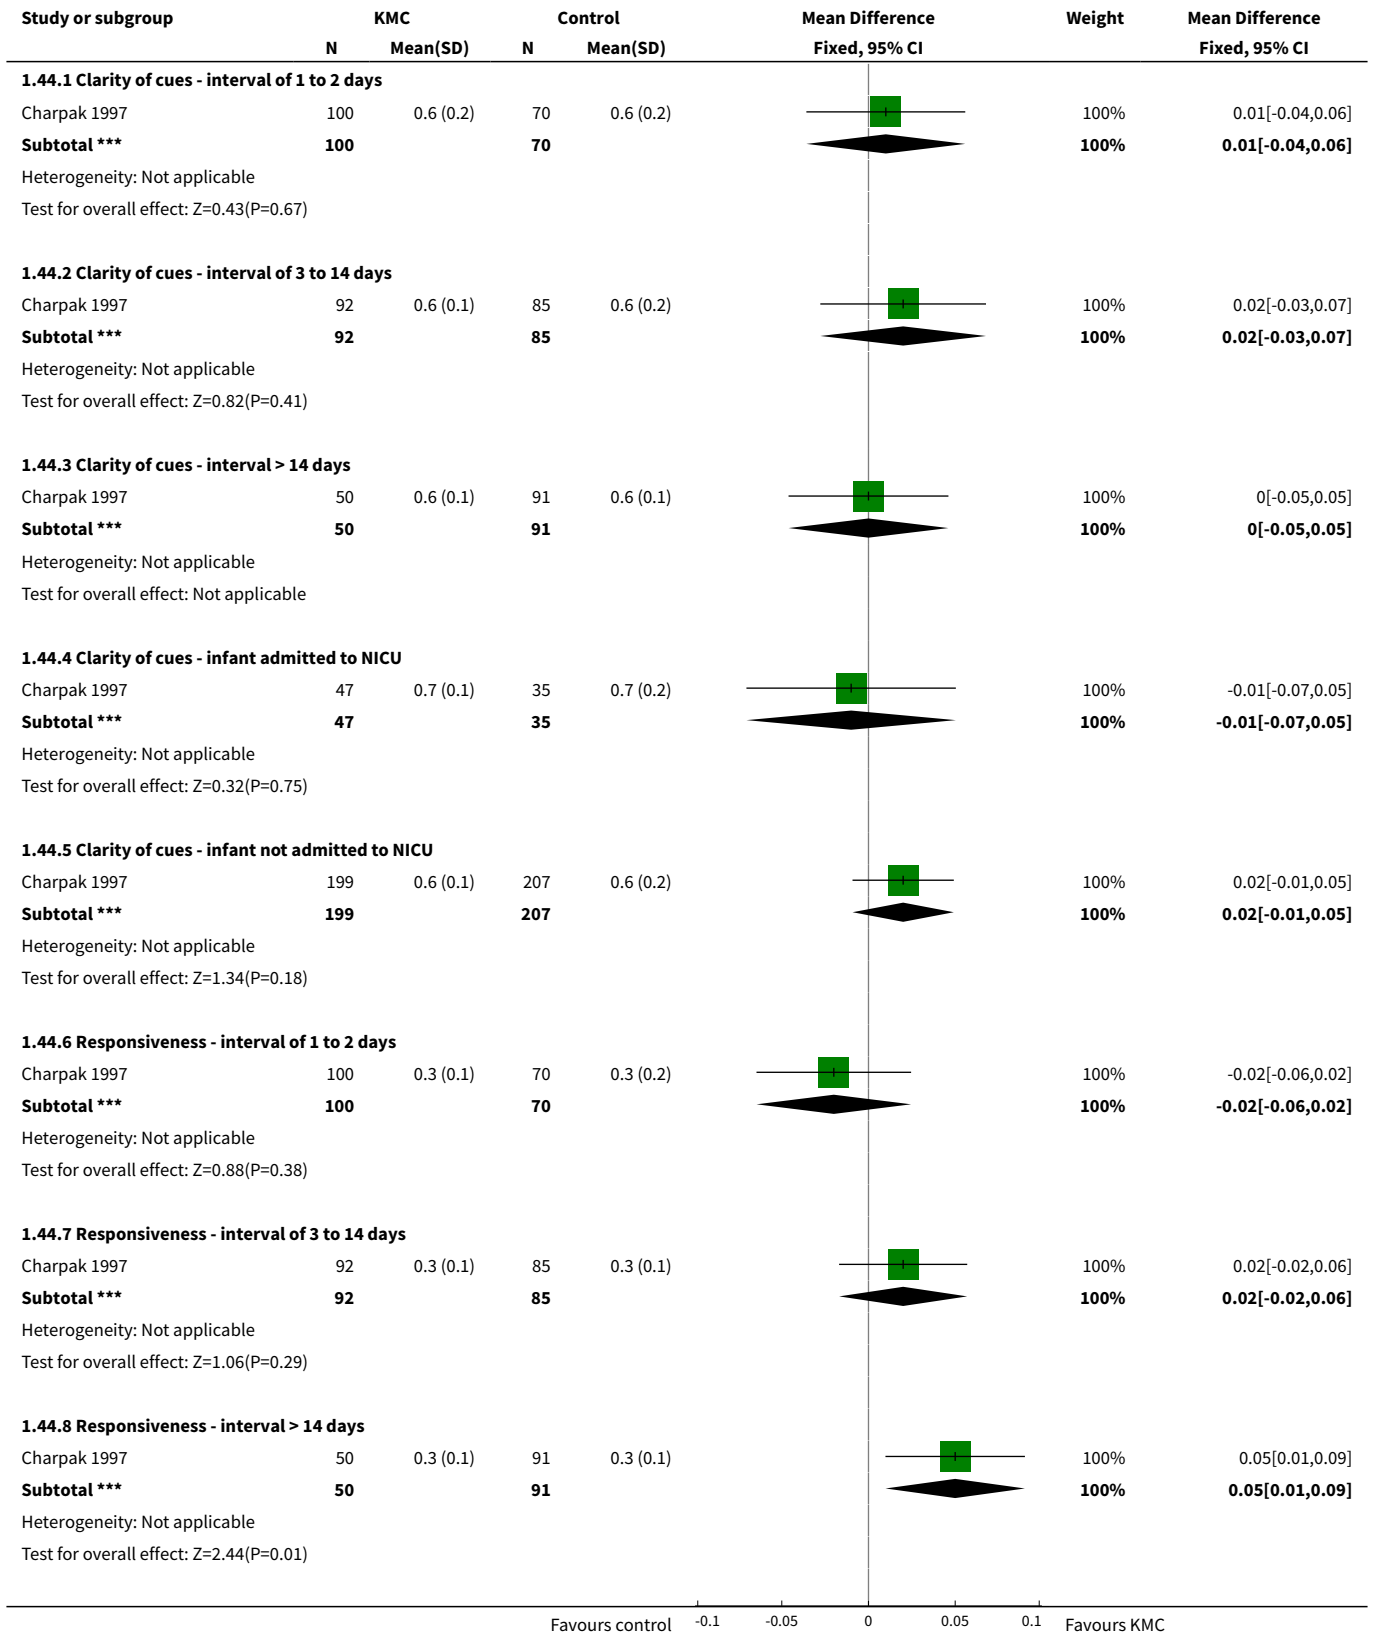 Study or subgroup KMC Control Mean Difference Weight Mean Difference
N Mean(SD) N Mean(SD) Fixed, 95% CI Fixed, 95% CI
1.44.1 Clarity of cues - interval of 1 to 2 days
Charpak 1997 100 0.6 (0.2) 70 0.6 (0.2) 100% 0.01[-0.04,0.06]
Subtotal *** 100 70 100% 0.01[-0.04,0.06]
Heterogeneity: Not applicable
Test for overall effect: Z=0.43(P=0.67)
1.44.2 Clarity of cues - interval of 3 to 14 days
Charpak 1997 92 0.6 (0.1) 85 0.6 (0.2) 100% 0.02[-0.03,0.07]
Subtotal *** 92 85 100% 0.02[-0.03,0.07]
Heterogeneity: Not applicable
Test for overall effect: Z=0.82(P=0.41)
1.44.3 Clarity of cues - interval > 14 days
Charpak 1997 50 0.6 (0.1) 91 0.6 (0.1) 100% 0[-0.05,0.05]
Subtotal *** 50 91 100% 0[-0.05,0.05]
Heterogeneity: Not applicable
Test for overall effect: Not applicable
1.44.4 Clarity of cues - infant admitted to NICU
Charpak 1997 47 0.7 (0.1) 35 0.7 (0.2) 100% -0.01[-0.07,0.05]
Subtotal *** 47 35 100% -0.01[-0.07,0.05]
Heterogeneity: Not applicable
Test for overall effect: Z=0.32(P=0.75)
1.44.5 Clarity of cues - infant not admitted to NICU
Charpak 1997 199 0.6 (0.1) 207 0.6 (0.2) 100% 0.02[-0.01,0.05]
Subtotal *** 199 207 100% 0.02[-0.01,0.05]
Heterogeneity: Not applicable
Test for overall effect: Z=1.34(P=0.18)
1.44.6 Responsiveness - interval of 1 to 2 days
Charpak 1997 100 0.3 (0.1) 70 0.3 (0.2) 100% -0.02[-0.06,0.02]
Subtotal *** 100 70 100% -0.02[-0.06,0.02]
Heterogeneity: Not applicable
Test for overall effect: Z=0.88(P=0.38)
1.44.7 Responsiveness - interval of 3 to 14 days
Charpak 1997 92 0.3 (0.1) 85 0.3 (0.1) 100% 0.02[-0.02,0.06]
Subtotal *** 92 85 100% 0.02[-0.02,0.06]
Heterogeneity: Not applicable
Test for overall effect: Z=1.06(P=0.29)
1.44.8 Responsiveness - interval > 14 days
Charpak 1997 50 0.3 (0.1) 91 0.3 (0.1) 100% 0.05[0.01,0.09]
Subtotal *** 50 91 100% 0.05[0.01,0.09]
Heterogeneity: Not applicable
Test for overall effect: Z=2.44(P=0.01)
Favours control -0.1 -0.05 0 0.05 0.1 Favours KMC